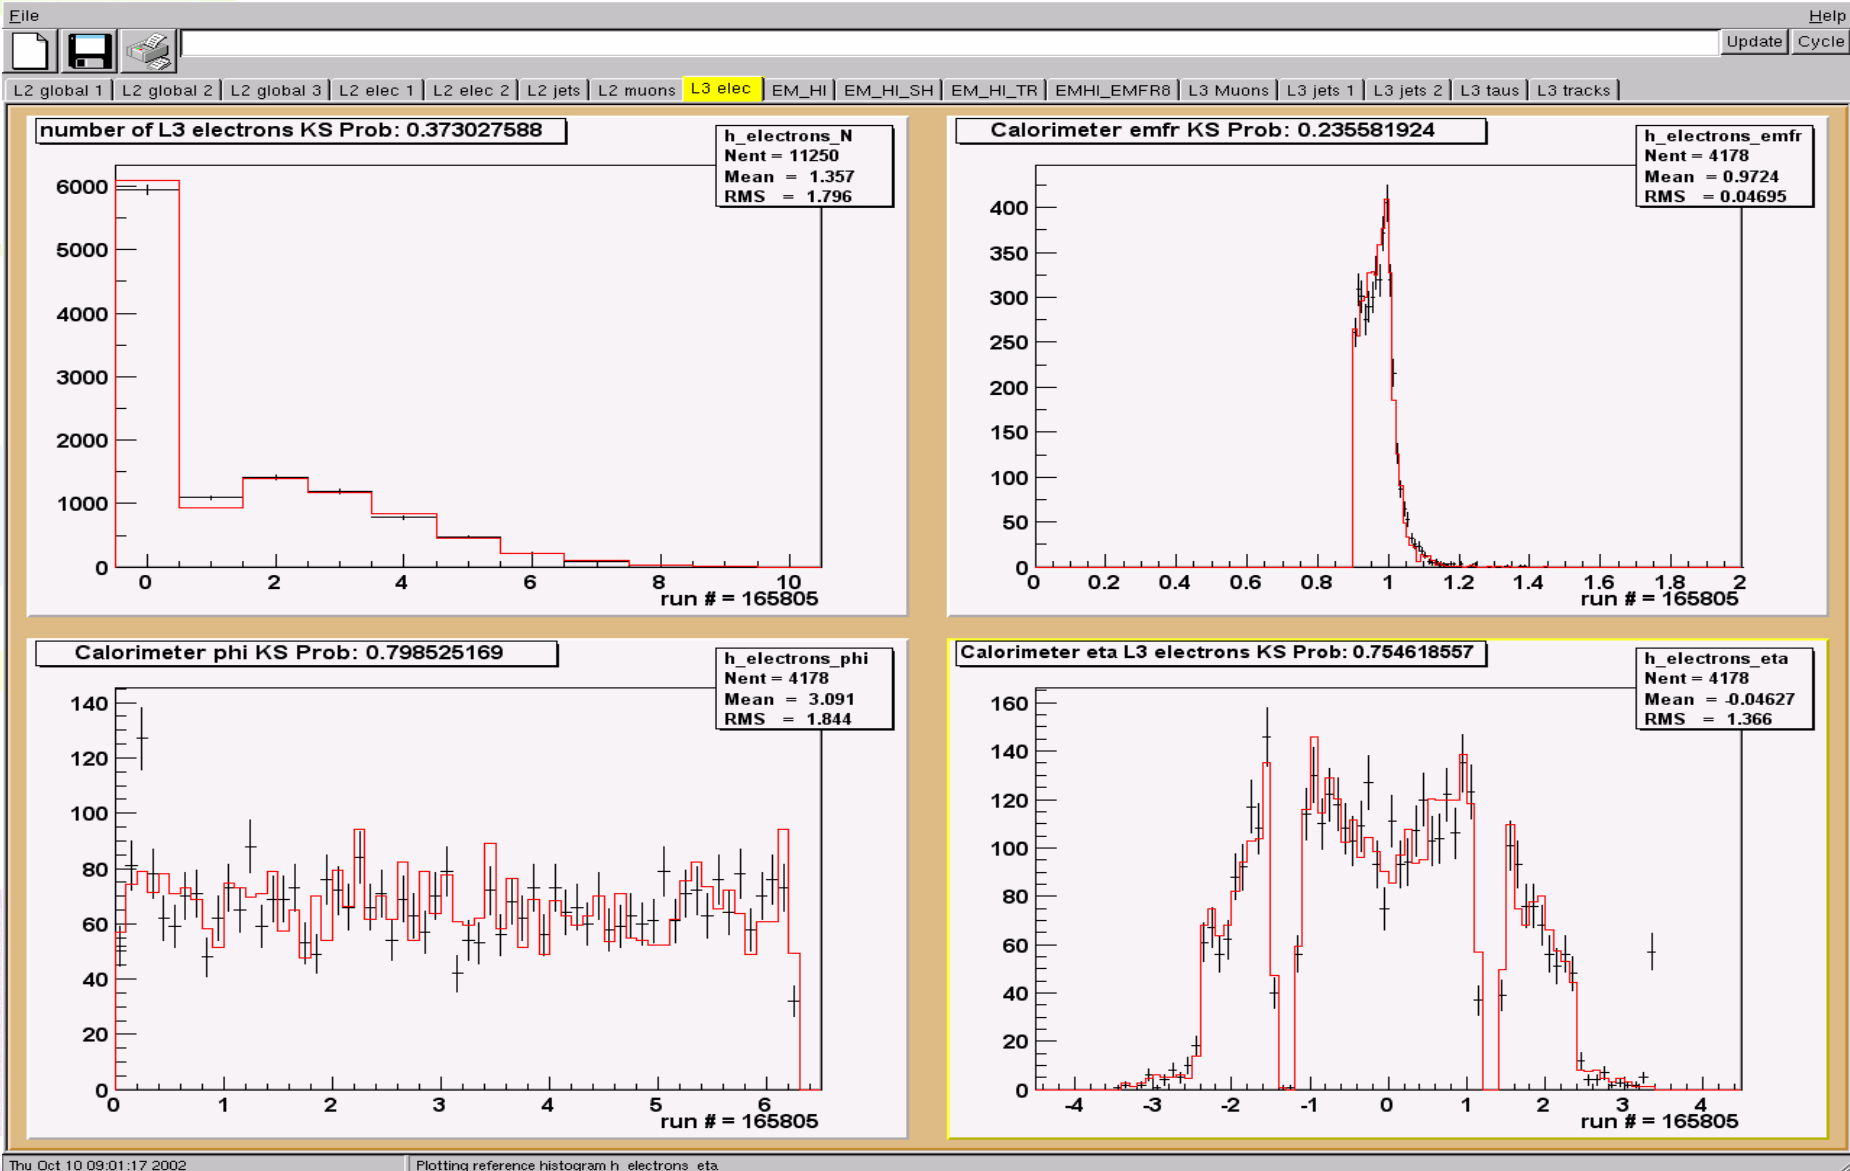 File Help
Update Cycle
L2 global 1 L2 global 2 L2 global 3 L2 elec 1 L2 elec 2 L2 jets L2 muons L3 elec EM_HI EM_HI_SH EM_HI_TR EMHI_EMFR8 L3 Muons L3 jets 1 L3 jets 2 L3 taus L3 tracks
number of L3 electrons KS Prob: 0.373027588
h_electrons_N
Nent = 11250
Mean = 1.357
RMS = 1.796
6000
5000
4000
3000
2000
1000
0
0 2 4 6 8 10
run # = 165805
Calorimeter emfr KS Prob: 0.235581924
h_electrons_emfr
Nent = 4178
Mean = 0.9724
RMS = 0.04695
400
350
300
250
200
150
100
50
0
0 0.2 0.4 0.6 0.8 1 1.2 1.4 1.6 1.8 2
run # = 165805
Calorimeter phi KS Prob: 0.798525169
h_electrons_phi
Nent = 4178
Mean = 3.091
RMS = 1.844
140
120
100
80
60
40
20
0
0 1 2 3 4 5 6
run # = 165805
Calorimeter eta L3 electrons KS Prob: 0.754618557
h_electrons_eta
Nent = 4178
Mean = -0.04627
RMS = 1.366
160
140
120
100
80
60
40
20
0
-4 -3 -2 -1 0 1 2 3 4
run # = 165805
Thu Oct 10 09:01:17 2002 Plotting reference histogram h_electrons_eta